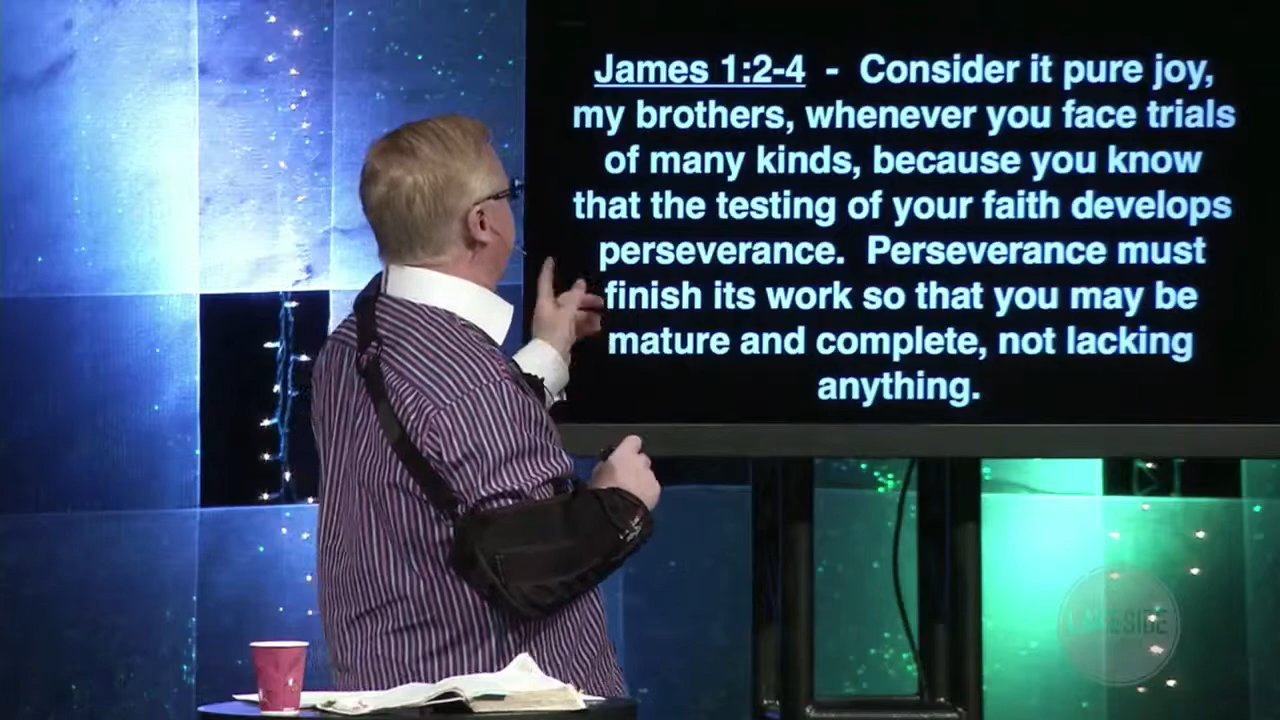 James 1:2-4 - Consider it pure joy,
my brothers, whenever you face trials
of many kinds, because you know
that the testing of your faith develops
perseverance. Perseverance must
finish its work so that you may be
mature and complete, not lacking
anything.
LAKESIDE